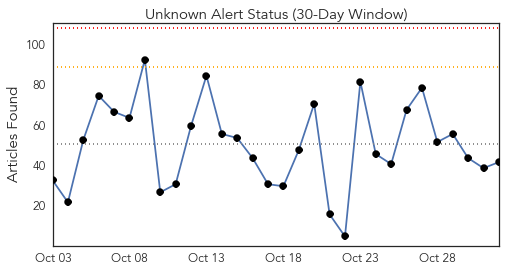 Unknown Alert Status (30-Day Window)
Articles Found
100
80
60
40
20
Oct 03 Oct 08 Oct 13 Oct 18 Oct 23 Oct 28